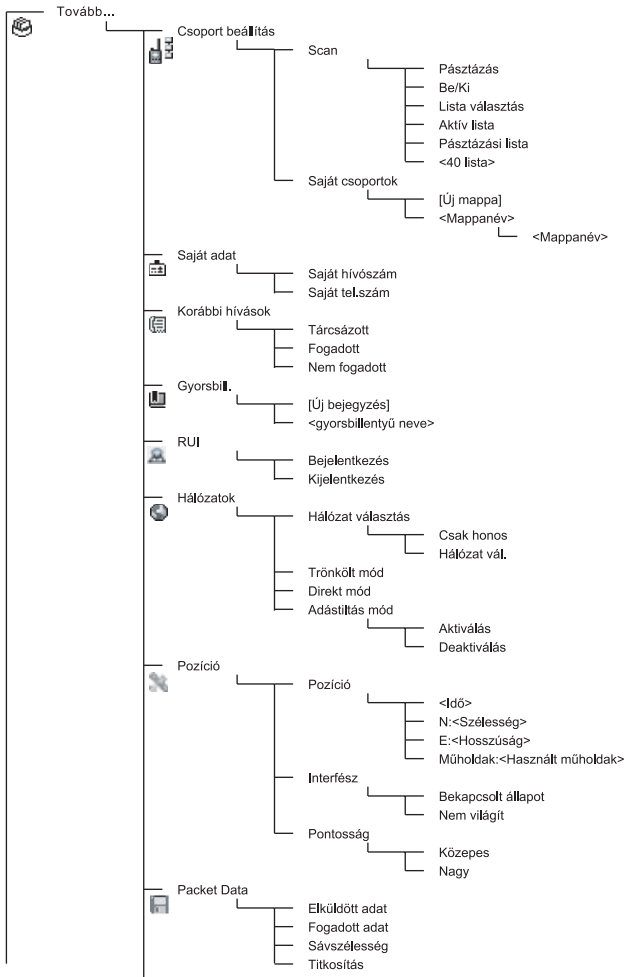 Tovább...
Csoport beállítás
Scan
Pásztázás
Be/Ki
Lista választás
Aktív lista
Pásztázási lista
<40 lista>
Saját csoportok
[Új mappa]
<Mappanév>
<Mappanév>
Saját adat
Saját hívószám
Saját tel.szám
Korábbi hívások
Tárcsázott
Fogadott
Nem fogadott
Gyorsbill.
[Új bejegyzés]
<gyorsbillentyű neve>
RUI
Bejelentkezés
Kijelentkezés
Hálózatok
Hálózat választás
Csak honos
Hálózat vál.
Trönkölt mód
Direkt mód
Adástiltás mód
Aktiválás
Deaktiválás
Pozíció
Pozíció
<Idő>
N:<Szélesség>
E:<Hosszúság>
Műholdak:<Használt műholdak>
Interfész
Bekapcsolt állapot
Nem világít
Pontosság
Közepes
Nagy
Packet Data
Elküldött adat
Fogadott adat
Sávszélesség
Titkosítás